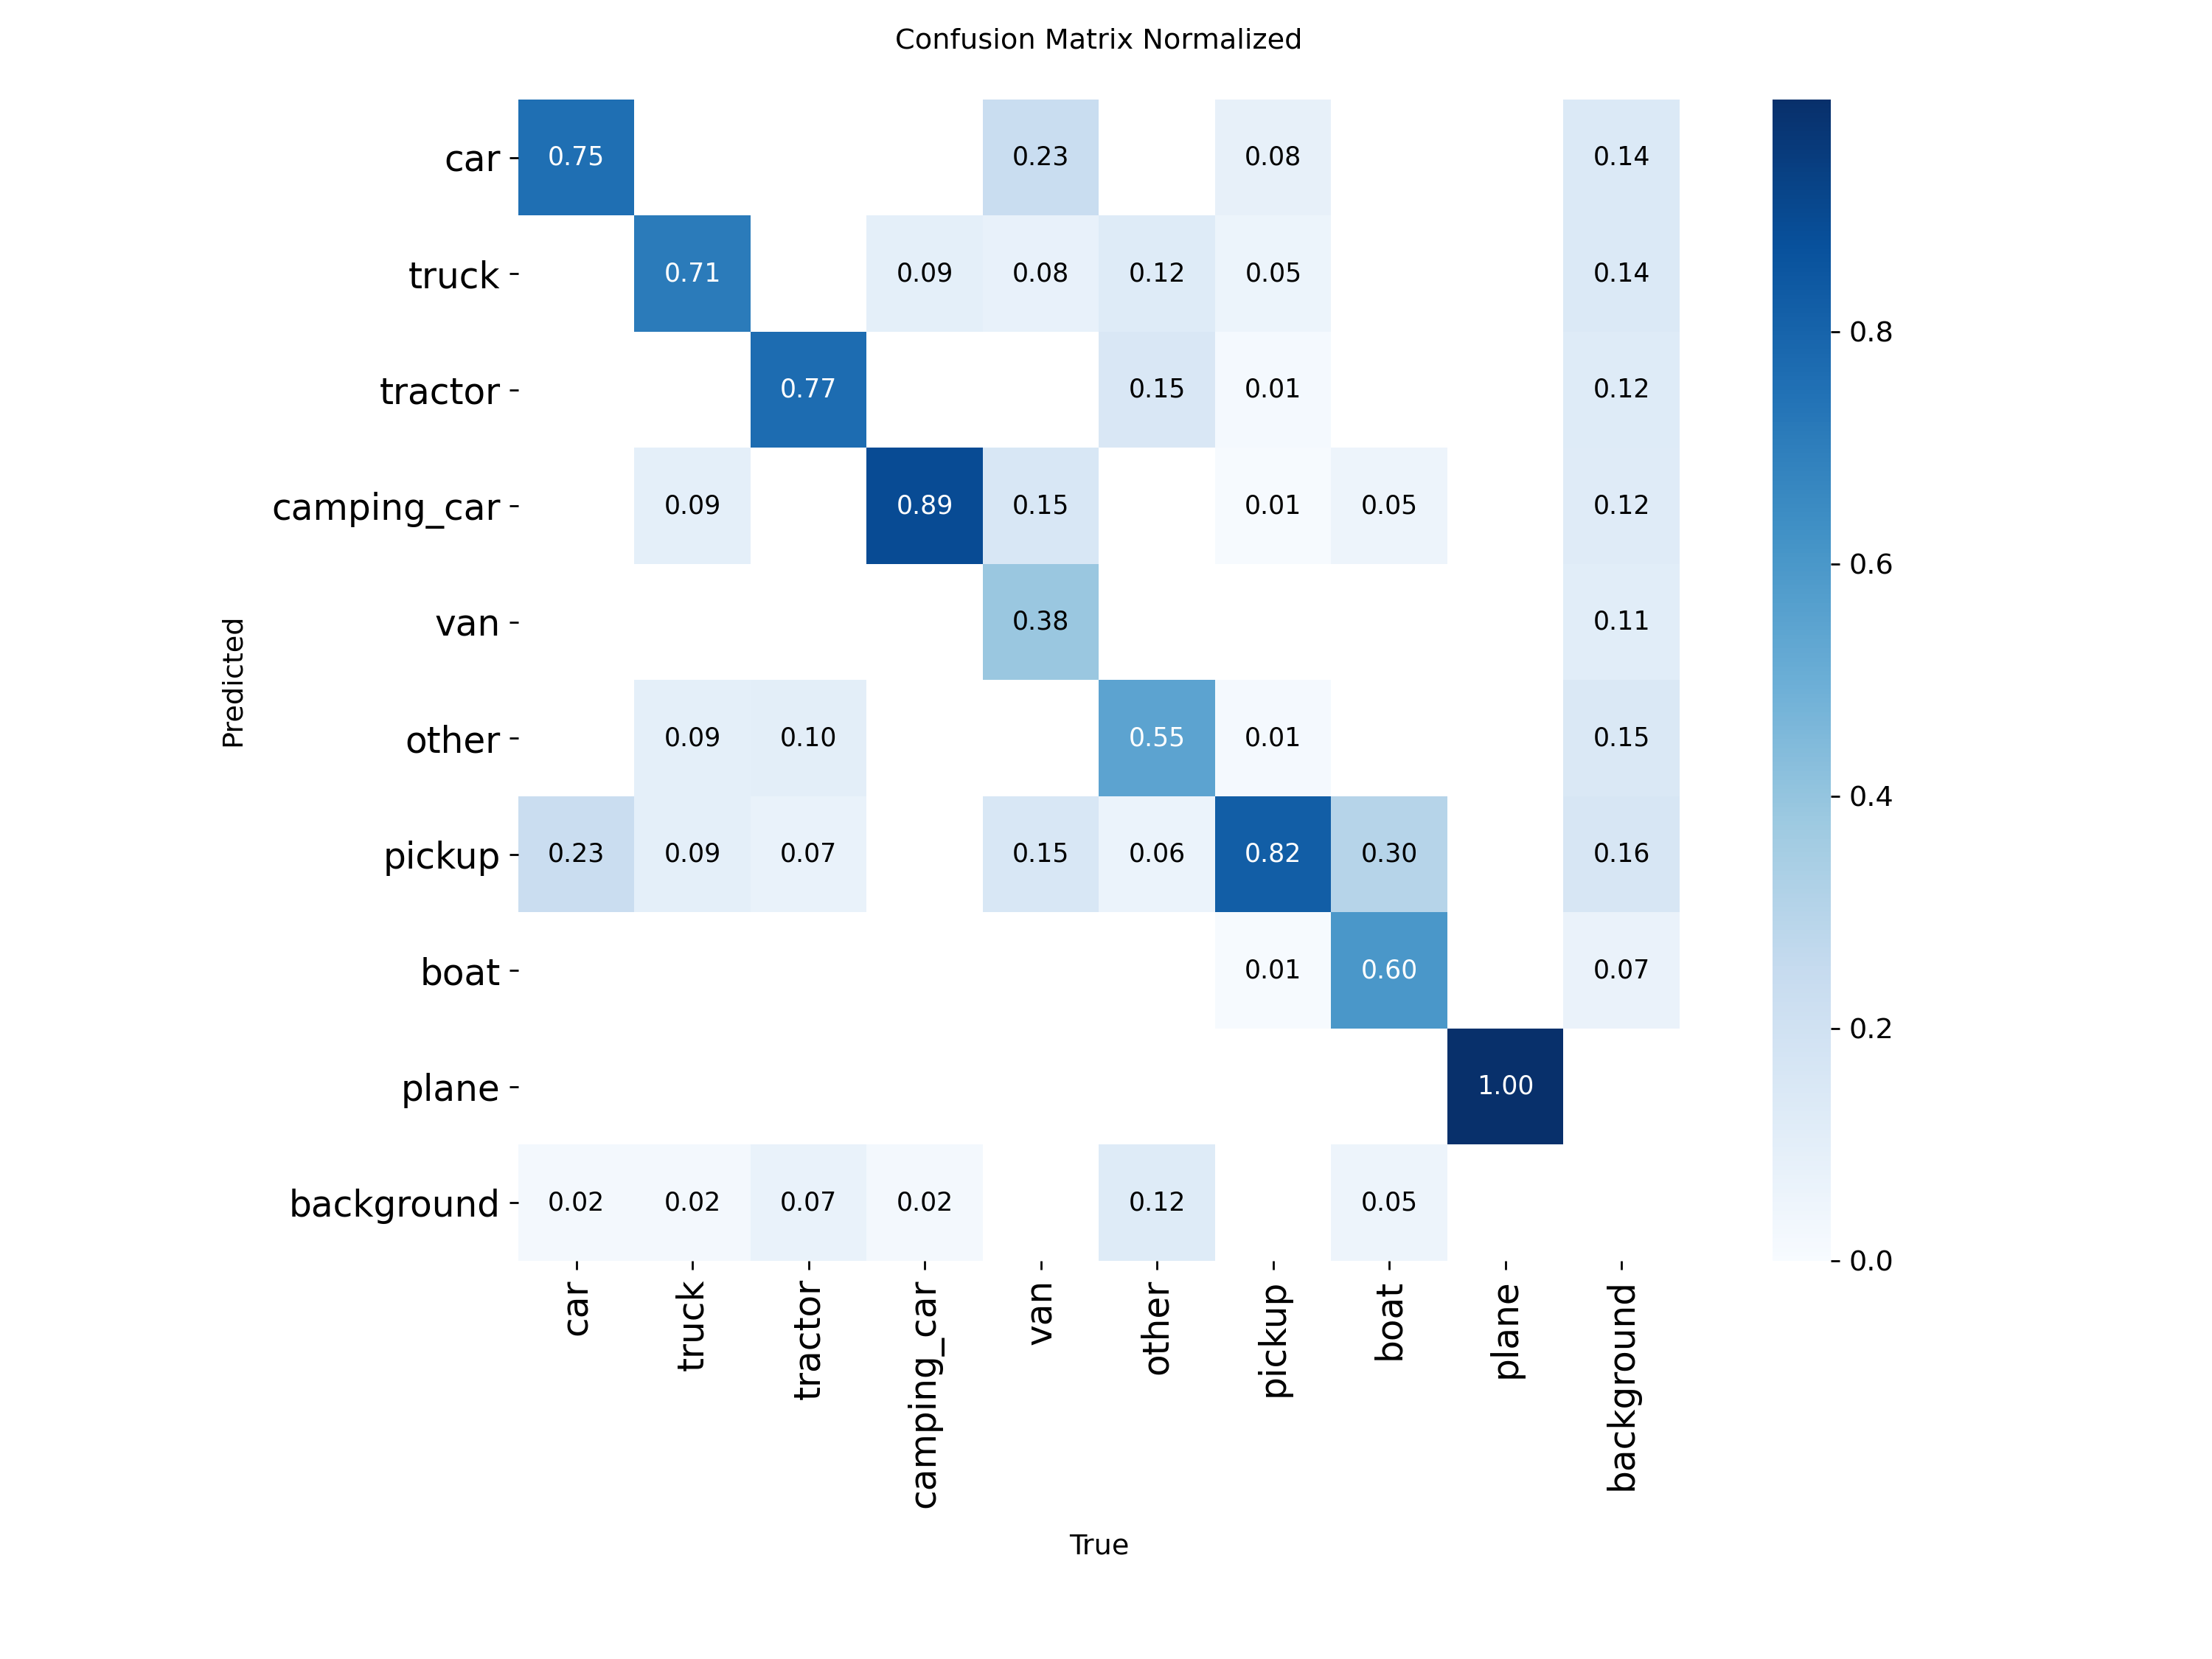 Confusion Matrix Normalized
car 0.75 0.23 0.08 0.14
truck 0.71 0.09 0.08 0.12 0.05 0.14
tractor 0.77 0.15 0.01 0.12
camping_car 0.09 0.89 0.15 0.01 0.05 0.12
van 0.38 0.11
other 0.09 0.10 0.55 0.01 0.15
pickup 0.23 0.09 0.07 0.15 0.06 0.82 0.30 0.16
boat 0.01 0.60 0.07
plane 1.00
background 0.02 0.02 0.07 0.02 0.12 0.05
Predicted
car truck tractor camping_car van other pickup boat plane background
True
0.8
0.6
0.4
0.2
0.0